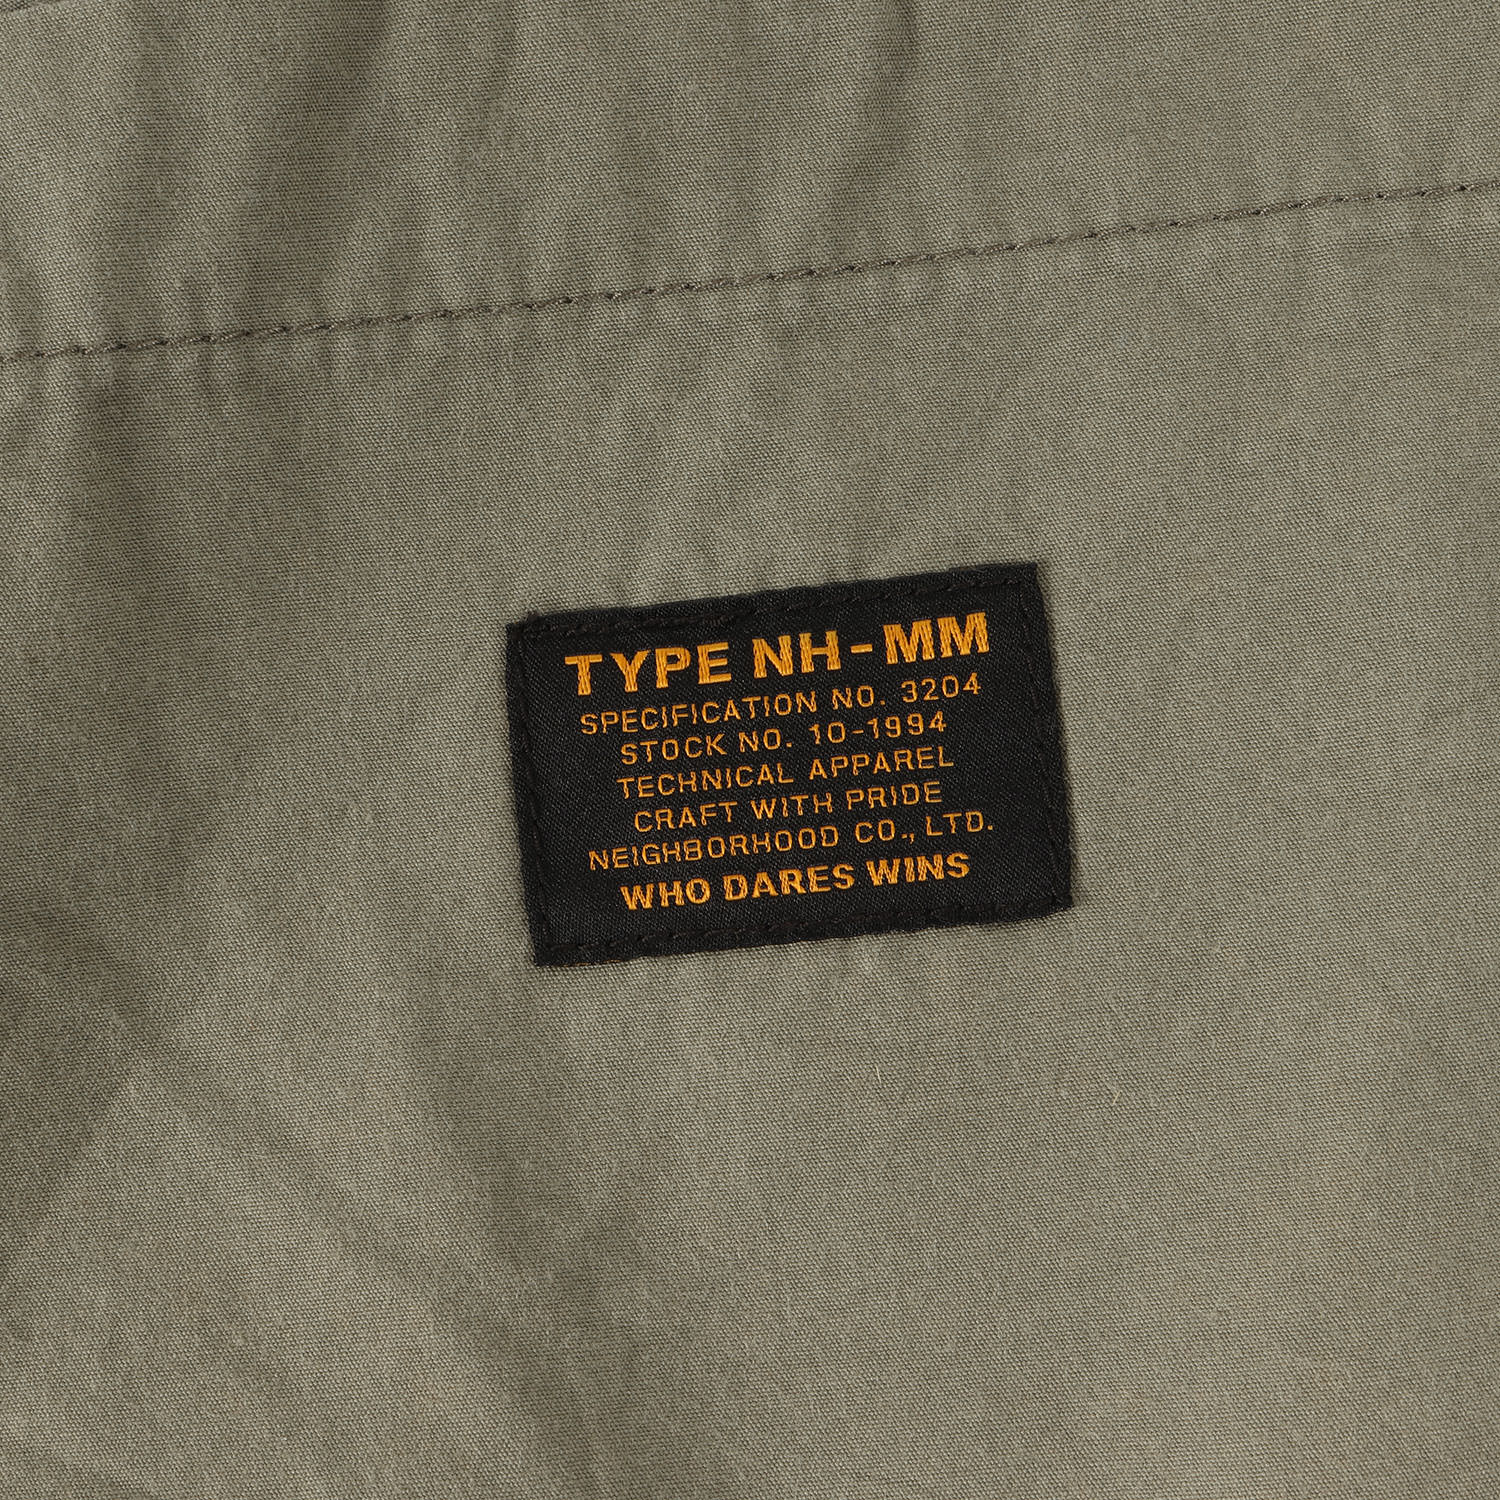 TYPE NH-MM
SPECIFICATION NO. 3204
STOCK NO. 10-1994
TECHNICAL APPAREL
CRAFT WITH PRIDE
NEIGHBORHOOD CO., LTD.
WHO DARES WINS